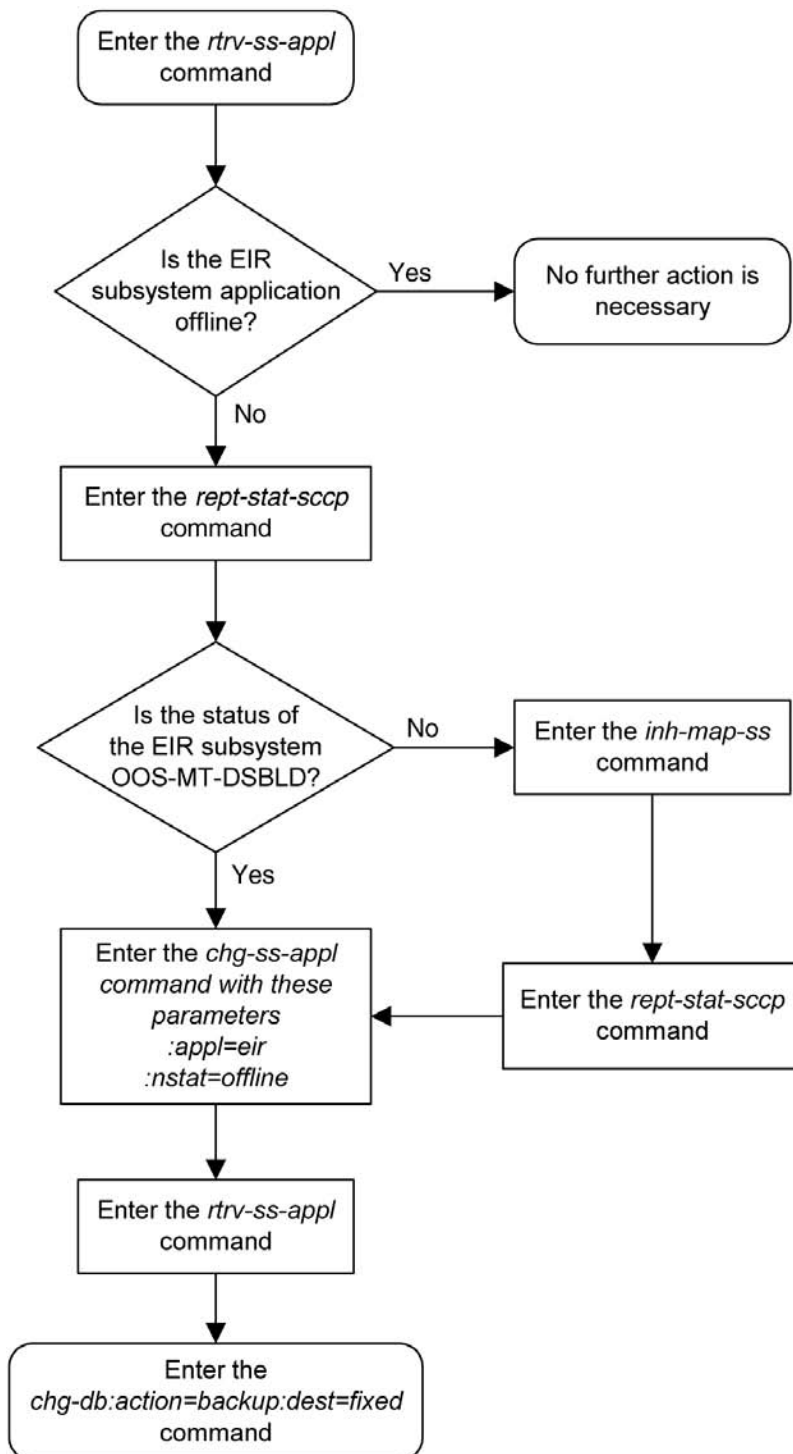 Enter the rtrv-ss-appl
command
Is the EIR
subsystem application
offline?
Yes
No further action is
necessary
No
Enter the rept-stat-sccp
command
Is the status of
the EIR subsystem
OOS-MT-DSBLD?
No
Enter the inh-map-ss
command
Yes
Enter the chg-ss-appl
command with these
parameters
:appl=eir
:nstat=offline
Enter the rept-stat-sccp
command
Enter the rtrv-ss-appl
command
Enter the
chg-db:action=backup:dest=fixed
command